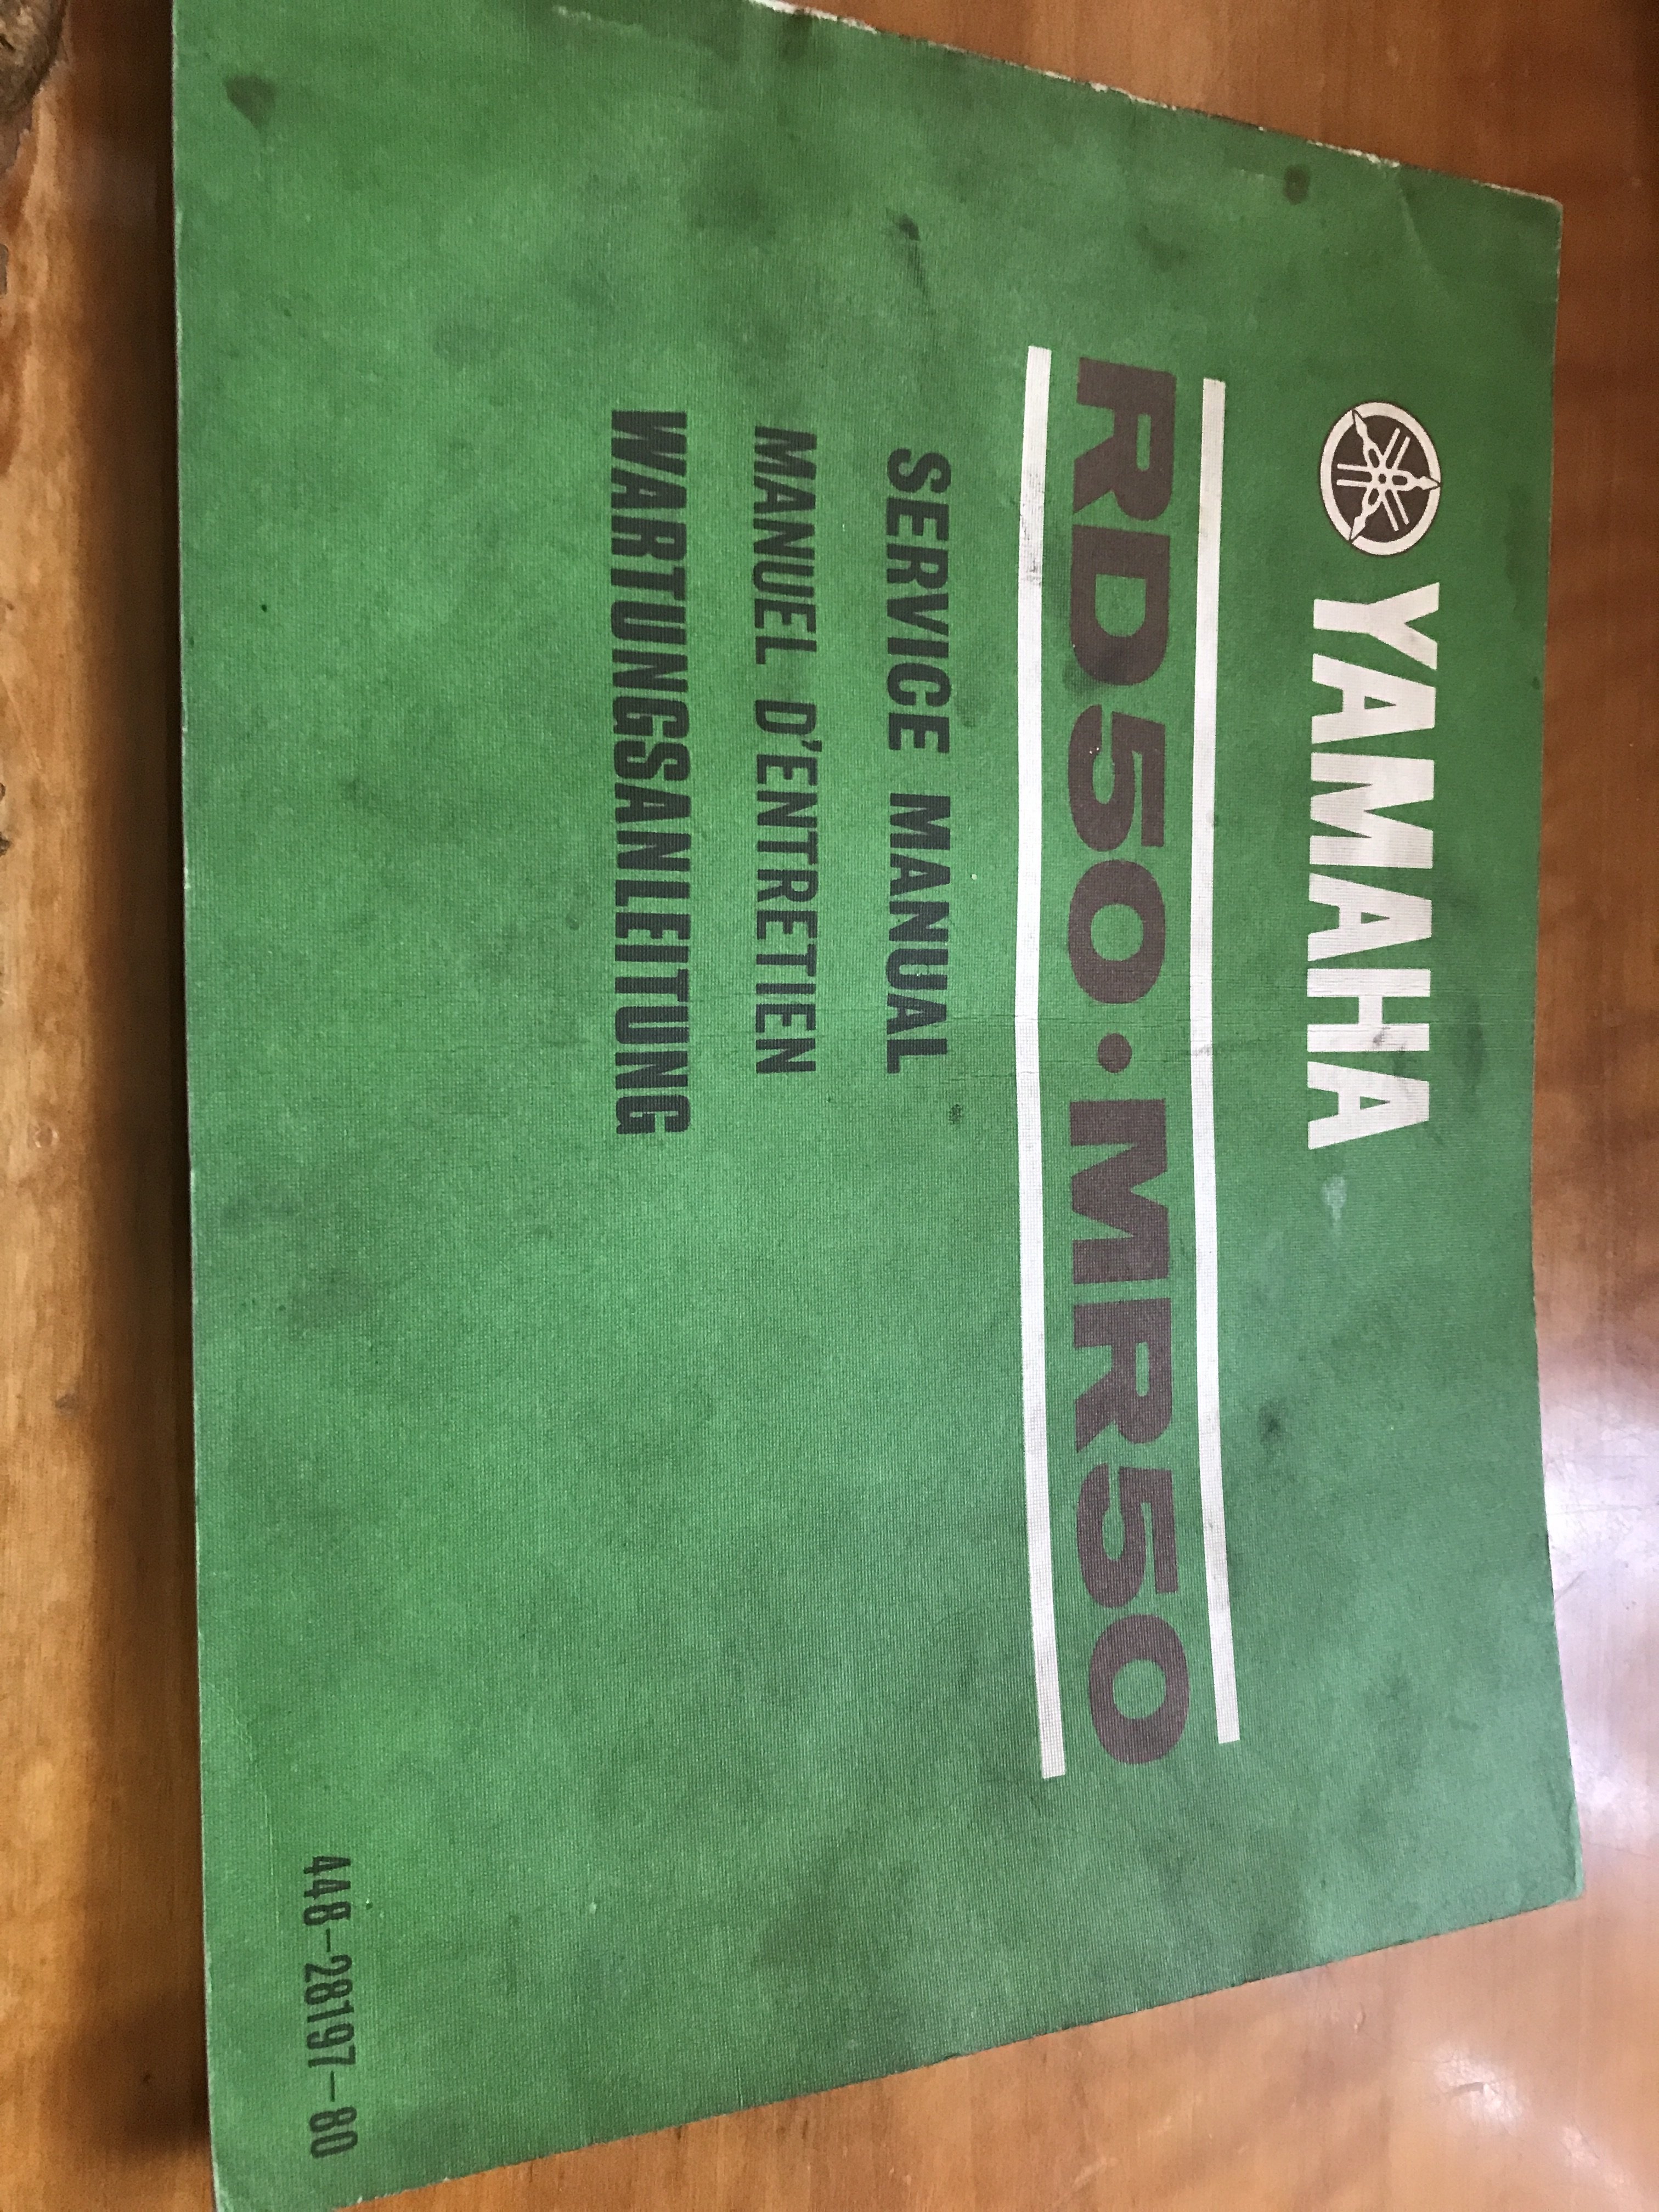 YAMAHA
RD50·MR50
SERVICE MANUAL
MANUEL D'ENTRETIEN
WARTUNGSANLEITUNG
448-28197-80